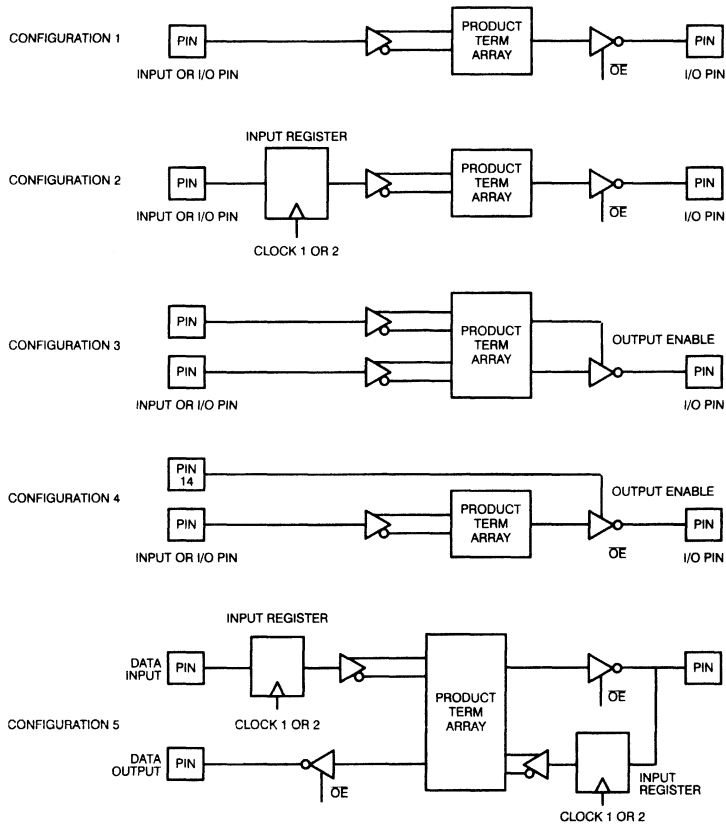 CONFIGURATION 1
PIN
INPUT OR I/O PIN
PRODUCT
TERM
ARRAY
OE
PIN
I/O PIN
CONFIGURATION 2
PIN
INPUT OR I/O PIN
INPUT REGISTER
CLOCK 1 OR 2
PRODUCT
TERM
ARRAY
OE
PIN
I/O PIN
CONFIGURATION 3
PIN
PIN
INPUT OR I/O PIN
PRODUCT
TERM
ARRAY
OUTPUT ENABLE
PIN
I/O PIN
CONFIGURATION 4
PIN
14
PIN
INPUT OR I/O PIN
PRODUCT
TERM
ARRAY
OUTPUT ENABLE
OE
PIN
I/O PIN
CONFIGURATION 5
DATA
INPUT
PIN
INPUT REGISTER
CLOCK 1 OR 2
PRODUCT
TERM
ARRAY
OE
PIN
DATA
OUTPUT
PIN
OE
INPUT
REGISTER
CLOCK 1 OR 2